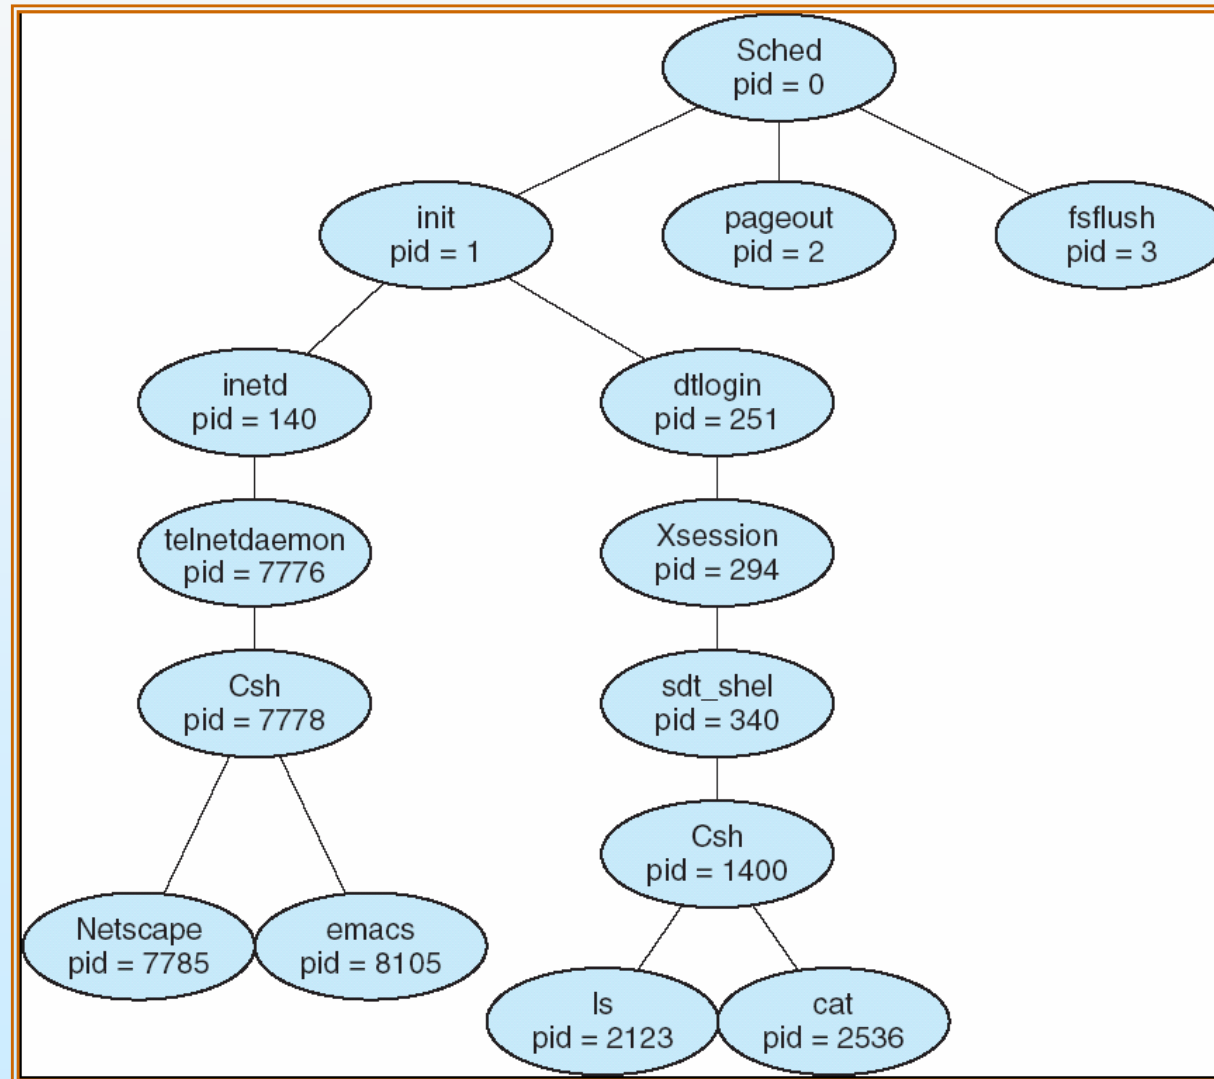 Sched
pid = 0
init
pid = 1
pageout
pid = 2
fsflush
pid = 3
inetd
pid = 140
dtlogin
pid = 251
telnetdaemon
pid = 7776
Xsession
pid = 294
Csh
pid = 7778
sdt_shel
pid = 340
Csh
pid = 1400
Netscape
pid = 7785
emacs
pid = 8105
ls
pid = 2123
cat
pid = 2536